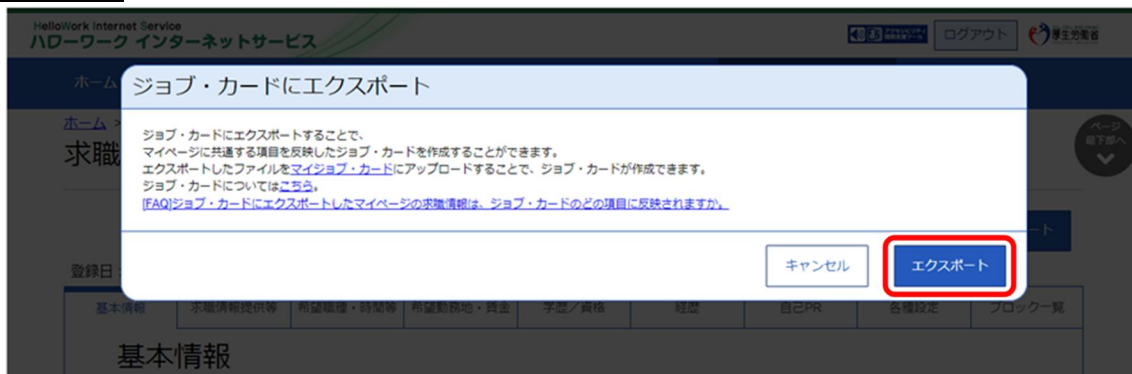 HelloWork Internet Service
ハローワーク インターネットサービス
ログアウト
厚生労働省
ホーム
ジョブ・カードにエクスポート
ホーム >
求職
ページ
最下部へ
ジョブ・カードにエクスポートすることで、
マイページに共通する項目を反映したジョブ・カードを作成することができます。
エクスポートしたファイルをマイジョブ・カードにアップロードすることで、ジョブ・カードが作成できます。
ジョブ・カードについてはこちら。
[FAQ]ジョブ・カードにエクスポートしたマイページの求職情報は、ジョブ・カードのどの項目に反映されますか。
ート
キャンセル
エクスポート
登録日:
基本情報
求職情報提供等
希望職種・時間等
希望勤務地・賃金
学歴/資格
経歴
自己PR
各種設定
ブロック一覧
基本情報